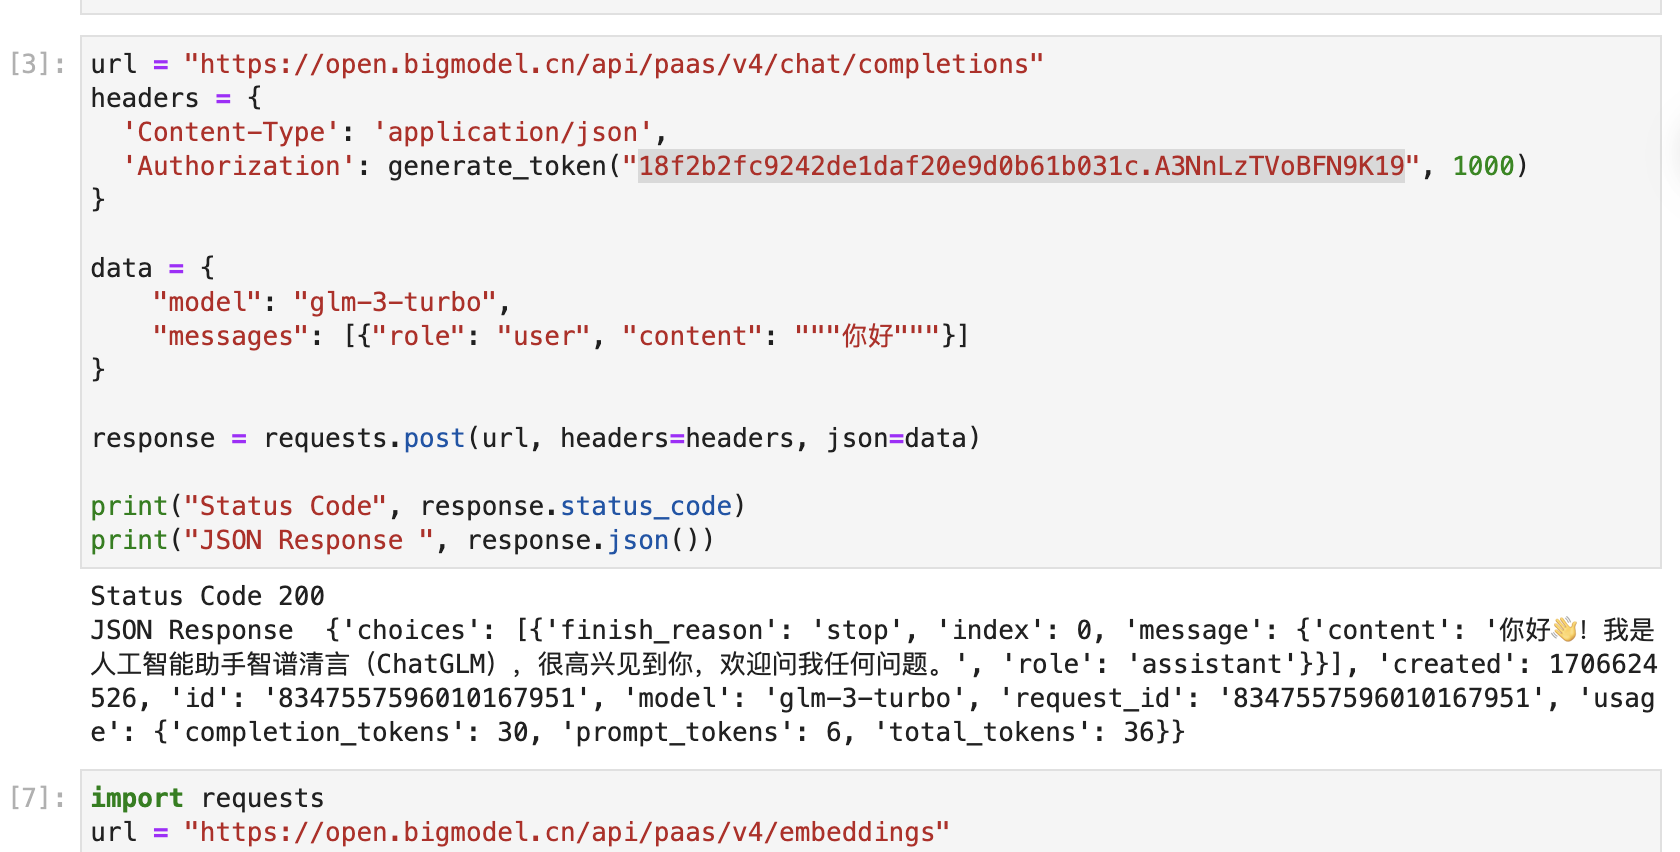 [3]:
url = "https://open.bigmodel.cn/api/paas/v4/chat/completions"
headers = {
  'Content-Type': 'application/json',
  'Authorization': generate_token("18f2b2fc9242de1daf20e9d0b61b031c.A3NnLzTVoBFN9K19", 1000)
}
data = {
    "model": "glm-3-turbo",
    "messages": [{"role": "user", "content": """你好"""}]
}
response = requests.post(url, headers=headers, json=data)
print("Status Code", response.status_code)
print("JSON Response ", response.json())
Status Code 200
JSON Response  {'choices': [{'finish_reason': 'stop', 'index': 0, 'message': {'content': '你好👋！我是
人工智能助手智谱清言（ChatGLM），很高兴见到你，欢迎问我任何问题。', 'role': 'assistant'}}], 'created': 1706624
526, 'id': '8347557596010167951', 'model': 'glm-3-turbo', 'request_id': '8347557596010167951', 'usag
e': {'completion_tokens': 30, 'prompt_tokens': 6, 'total_tokens': 36}}
[7]:
import requests
url = "https://open.bigmodel.cn/api/paas/v4/embeddings"